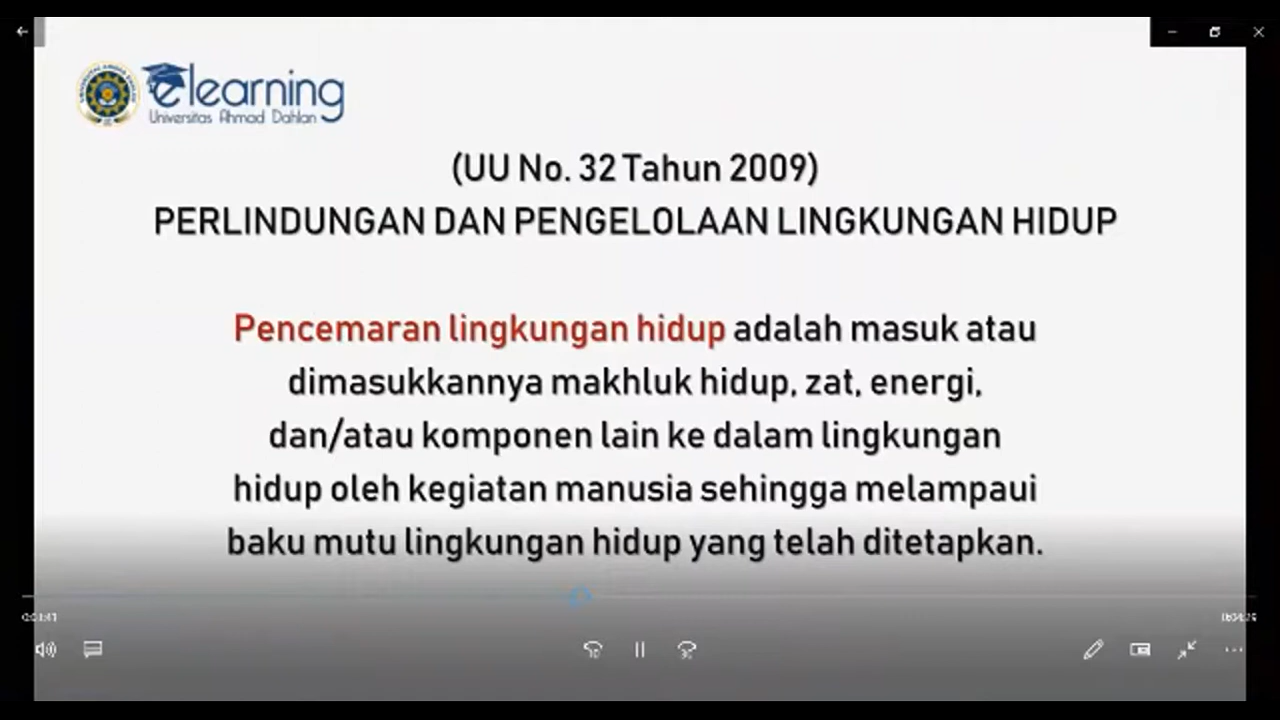 elearning
Universitas Ahmad Dahlan
(UU No. 32 Tahun 2009)
PERLINDUNGAN DAN PENGELOLAAN LINGKUNGAN HIDUP
Pencemaran lingkungan hidup adalah masuk atau
dimasukkannya makhluk hidup, zat, energi,
dan/atau komponen lain ke dalam lingkungan
hidup oleh kegiatan manusia sehingga melampaui
baku mutu lingkungan hidup yang telah ditetapkan.
10
30